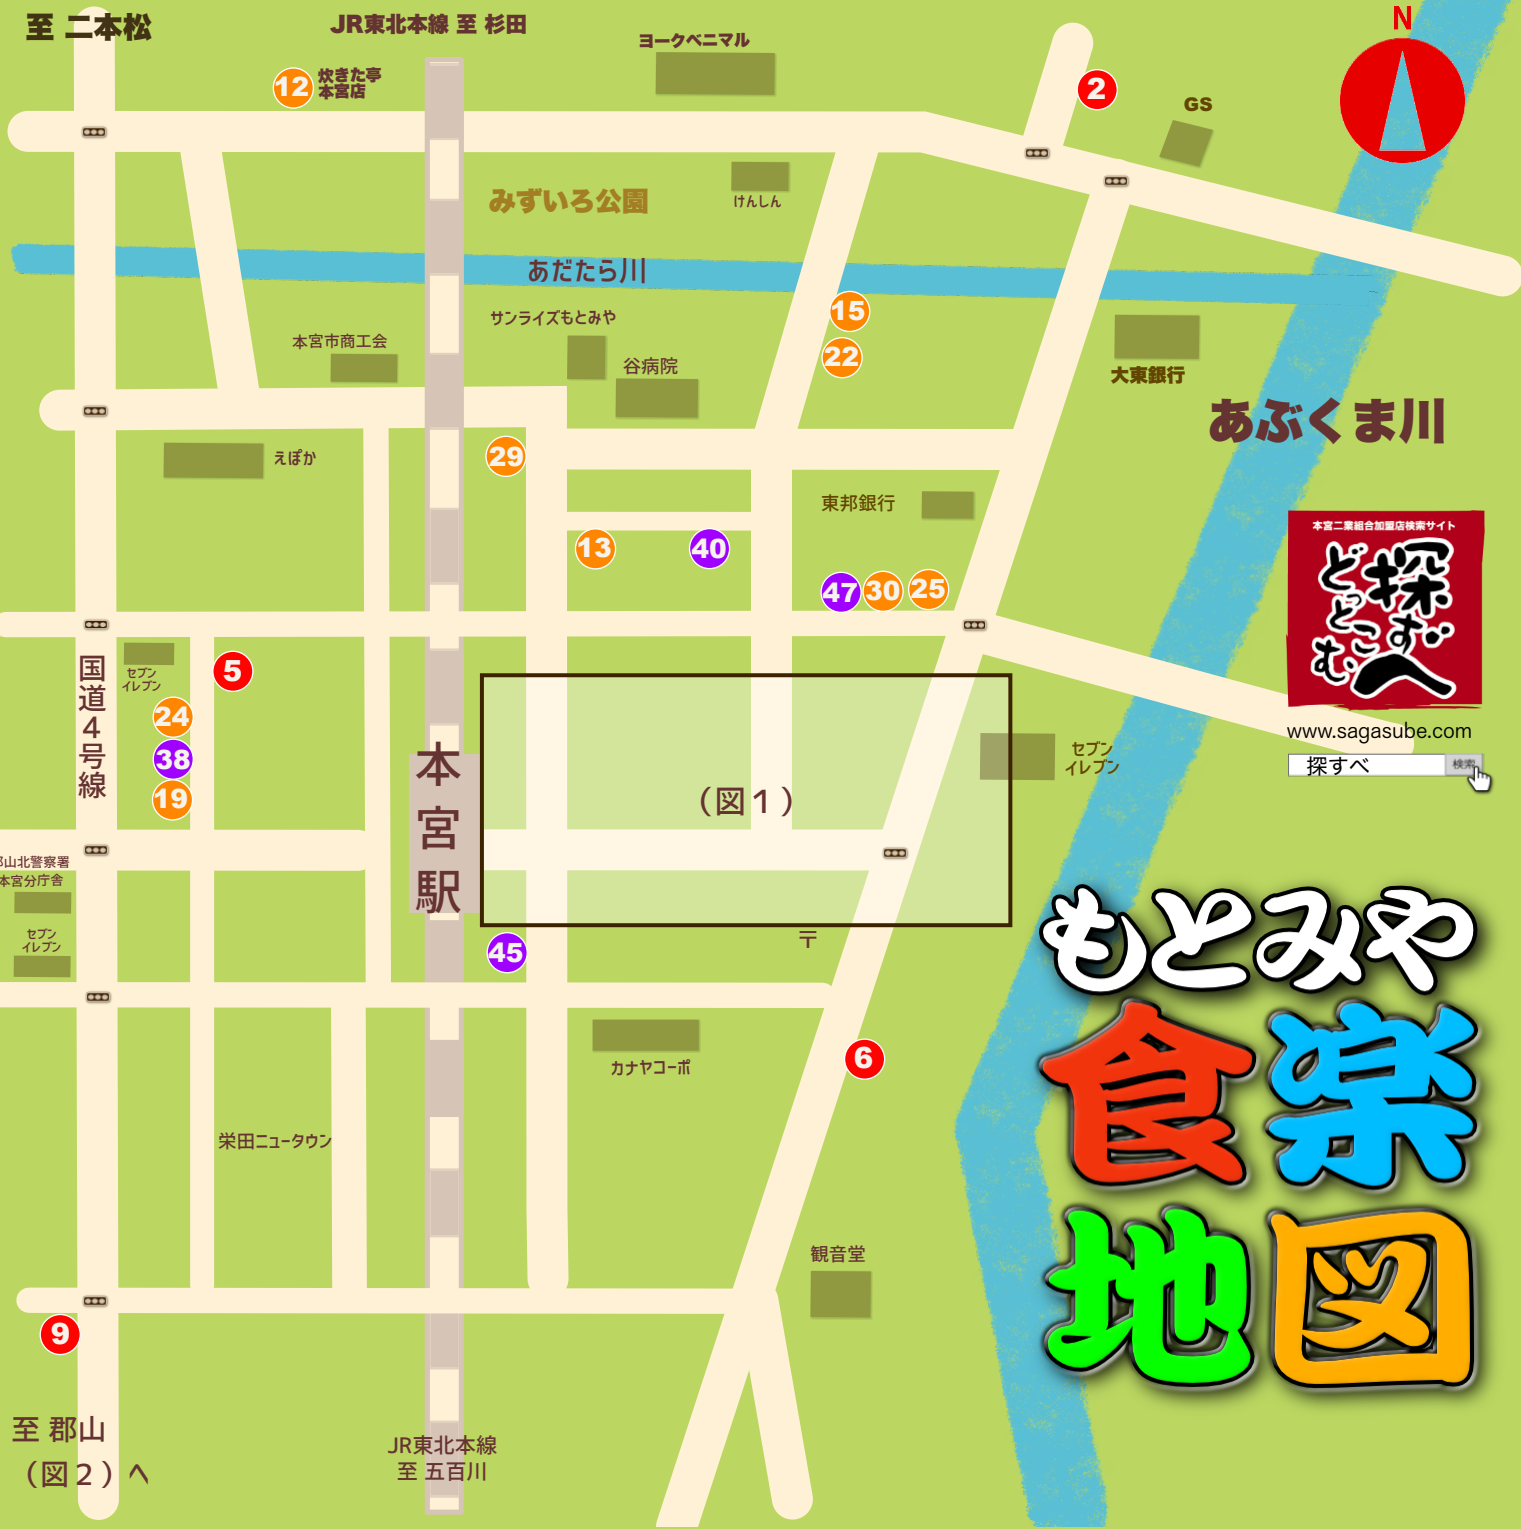 至 二本松
JR東北本線 至 杉田
ヨークベニマル
N
12
炊きた亭
本宮店
2
GS
けんしん
みずいろ公園
あだたら川
15
サンライズもとみや
本宮市商工会
谷病院
22
大東銀行
あぶくま川
29
えぽか
東邦銀行
13
40
47
30
25
本宮二業組合加盟店検索サイト
探すべ
どっとこむ
www.sagasube.com
探すべ
検索
国道4号線
セブン
イレブン
5
24
38
19
本宮駅
(図1)
セブン
イレブン
郡山北警察署
本宮分庁舎
セブン
イレブン
45
〒
もとみや
食楽
地図
カナヤコーポ
6
栄田ニュータウン
観音堂
9
至 郡山
(図2)へ
JR東北本線
至 五百川